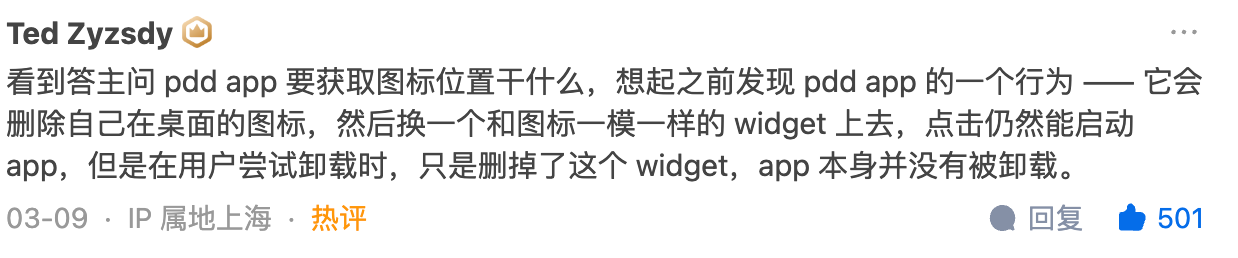 Ted Zyzsdy
看到答主问 pdd app 要获取图标位置干什么，想起之前发现 pdd app 的一个行为 —— 它会
删除自己在桌面的图标，然后换一个和图标一模一样的 widget 上去，点击仍然能启动
app，但是在用户尝试卸载时，只是删掉了这个 widget，app 本身并没有被卸载。
03-09 · IP 属地上海 · 热评 回复 501